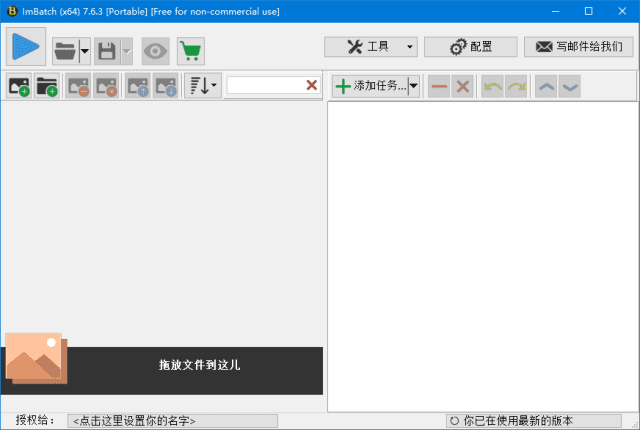 ImBatch (x64) 7.6.3 [Portable] [Free for non-commercial use]
工具
配置
写邮件给我们
添加任务...
拖放文件到这儿
授权给：
<点击这里设置你的名字>
你已在使用最新的版本